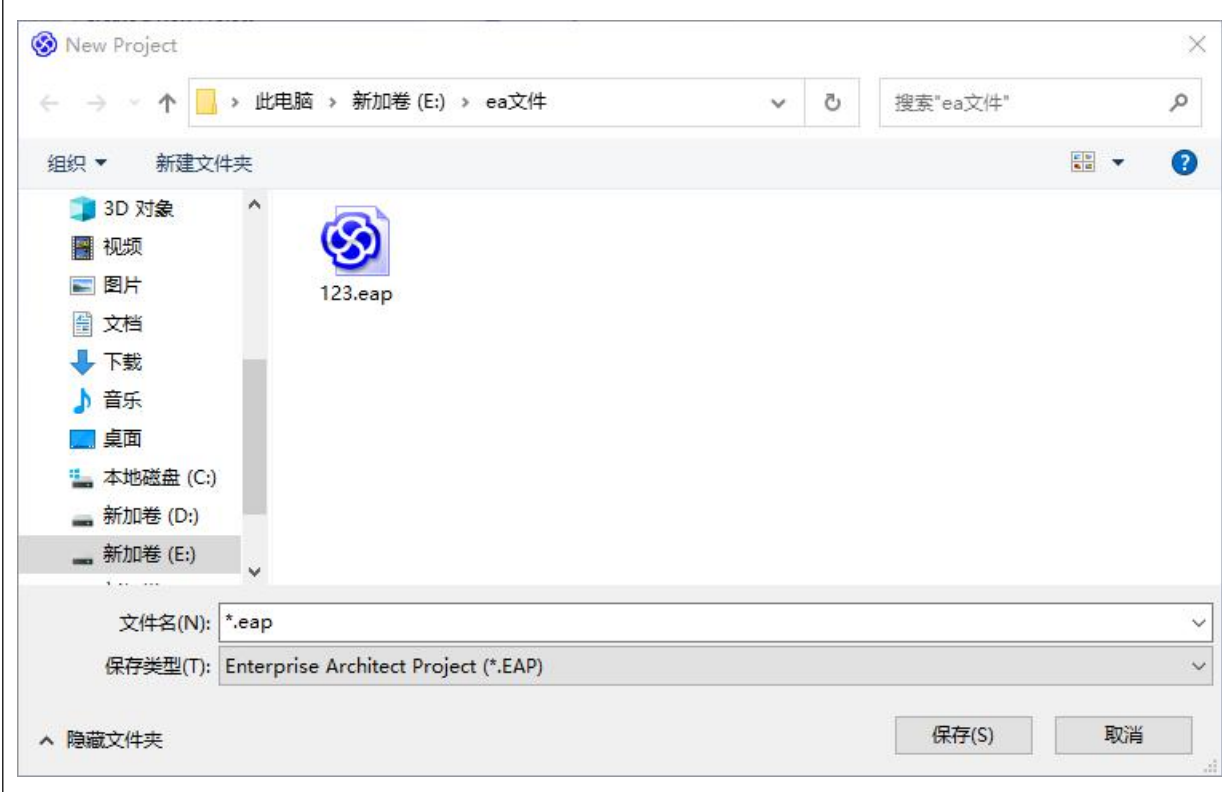 New Project
此电脑 › 新加卷 (E:) › ea文件
搜索"ea文件"
组织
新建文件夹
3D 对象
视频
图片
文档
下载
音乐
桌面
本地磁盘 (C:)
新加卷 (D:)
新加卷 (E:)
123.eap
文件名(N): *.eap
保存类型(T): Enterprise Architect Project (*.EAP)
隐藏文件夹
保存(S)
取消